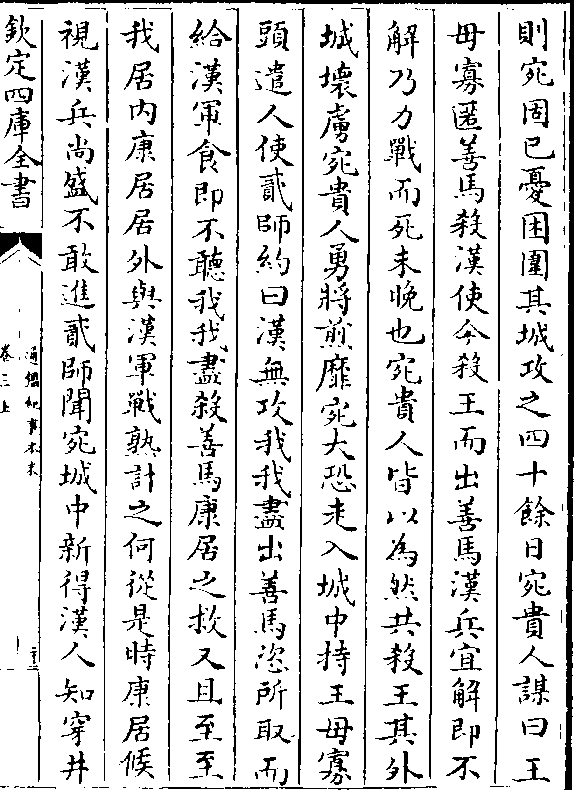 則宛固已憂困圍其城攻之四十餘日宛貴人謀曰王
毋寡匿善馬殺漢使今殺王而出善馬漢兵宜解即不
解乃力戰而死未晚也宛貴人皆以為然共殺王其外
城壞虜宛貴人勇將煎靡宛大恐走入城中持王毋寡
頭遣人使貳師約曰漢無攻我我盡出善馬恣所取而
給漢軍食即不聽我我盡殺善馬康居之救又且至至
我居内康居居外與漢軍戰孰計之何從是時康居候
視漢兵尚盛不敢進貳師聞宛城中新得漢人知穿井
欽定四庫全書
通鑑紀事本末
卷三上